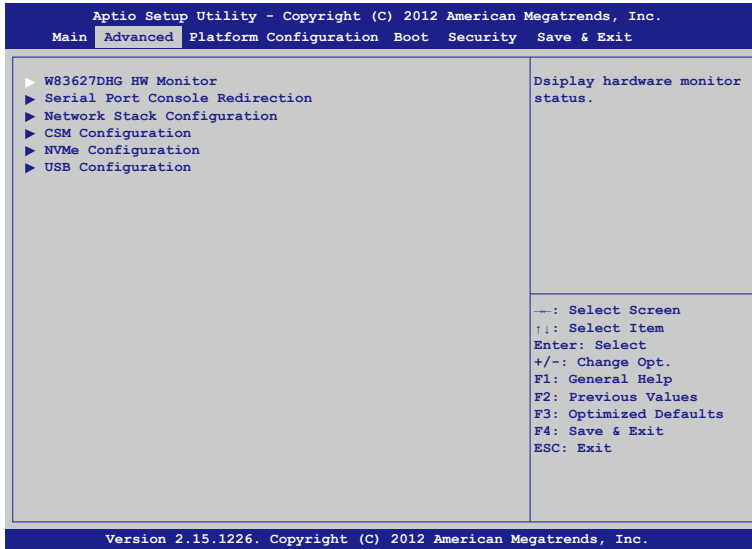 Aptio Setup Utility - Copyright (C) 2012 American Megatrends, Inc.
Main Advanced Platform Configuration Boot Security Save & Exit
▶ W83627DHG HW Monitor
▶ Serial Port Console Redirection
▶ Network Stack Configuration
▶ CSM Configuration
▶ NVMe Configuration
▶ USB Configuration
Dsiplay hardware monitor
status.
→←: Select Screen
↑↓: Select Item
Enter: Select
+/-: Change Opt.
F1: General Help
F2: Previous Values
F3: Optimized Defaults
F4: Save & Exit
ESC: Exit
Version 2.15.1226. Copyright (C) 2012 American Megatrends, Inc.